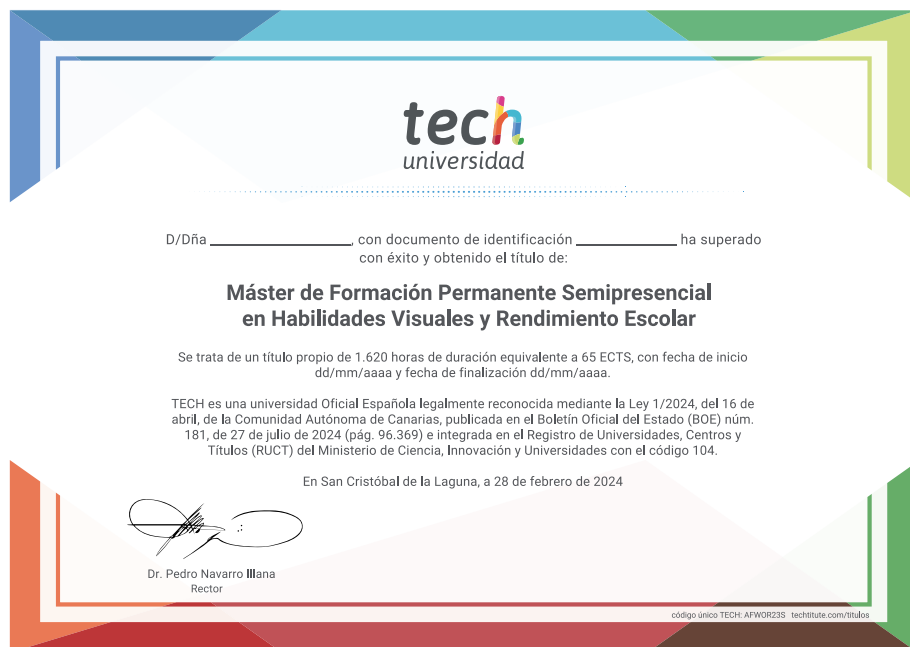 tech
universidad
D/Dña ______________, con documento de identificación __________ ha superado
con éxito y obtenido el título de:
Máster de Formación Permanente Semipresencial
en Habilidades Visuales y Rendimiento Escolar
Se trata de un título propio de 1.620 horas de duración equivalente a 65 ECTS, con fecha de inicio
dd/mm/aaaa y fecha de finalización dd/mm/aaaa.
TECH es una universidad Oficial Española legalmente reconocida mediante la Ley 1/2024, del 16 de
abril, de la Comunidad Autónoma de Canarias, publicada en el Boletín Oficial del Estado (BOE) núm.
181, de 27 de julio de 2024 (pág. 96.369) e integrada en el Registro de Universidades, Centros y
Títulos (RUCT) del Ministerio de Ciencia, Innovación y Universidades con el código 104.
En San Cristóbal de la Laguna, a 28 de febrero de 2024
Dr. Pedro Navarro Illana
Rector
código único TECH: AFWOR23S techtitute.com/titulos